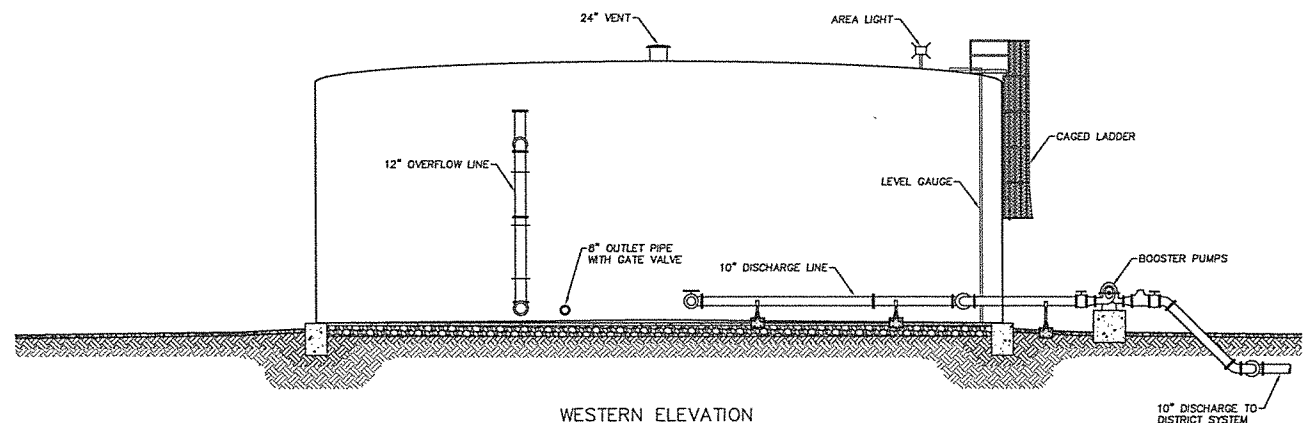 24" VENT
AREA LIGHT
CAGED LADDER
12" OVERFLOW LINE
LEVEL GAUGE
8" OUTLET PIPE
WITH GATE VALVE
10" DISCHARGE LINE
BOOSTER PUMPS
10" DISCHARGE TO
DISTRICT SYSTEM
WESTERN ELEVATION